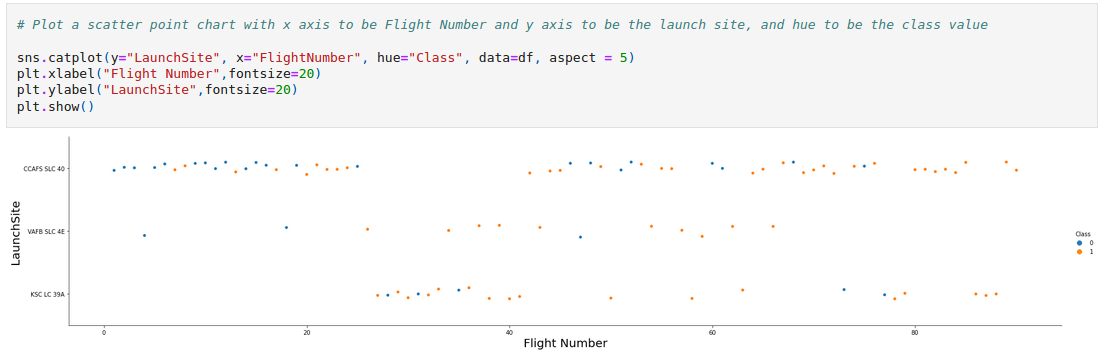 # Plot a scatter point chart with x axis to be Flight Number and y axis to be the launch site, and hue to be the class value
sns.catplot(y="LaunchSite", x="FlightNumber", hue="Class", data=df, aspect = 5)
plt.xlabel("Flight Number",fontsize=20)
plt.ylabel("LaunchSite",fontsize=20)
plt.show()
CCAFS SLC 40
VAFB SLC 4E
KSC LC 39A
LaunchSite
Class
0
1
0 20 40 60 80
Flight Number